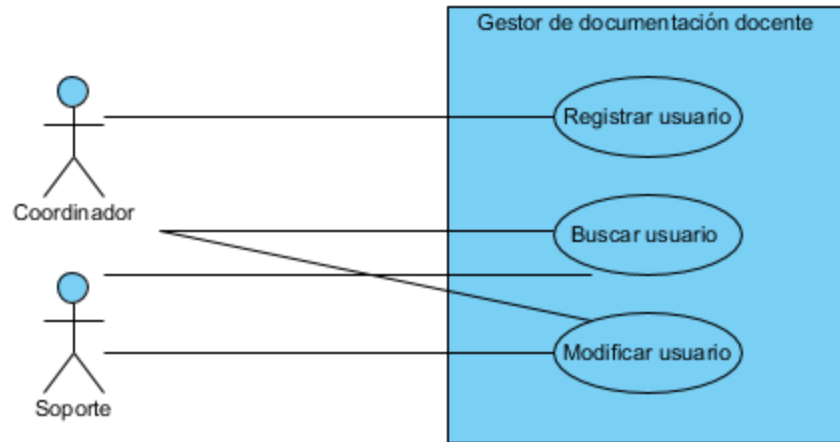 Gestor de documentación docente
Registrar usuario
Coordinador
Buscar usuario
Modificar usuario
Soporte